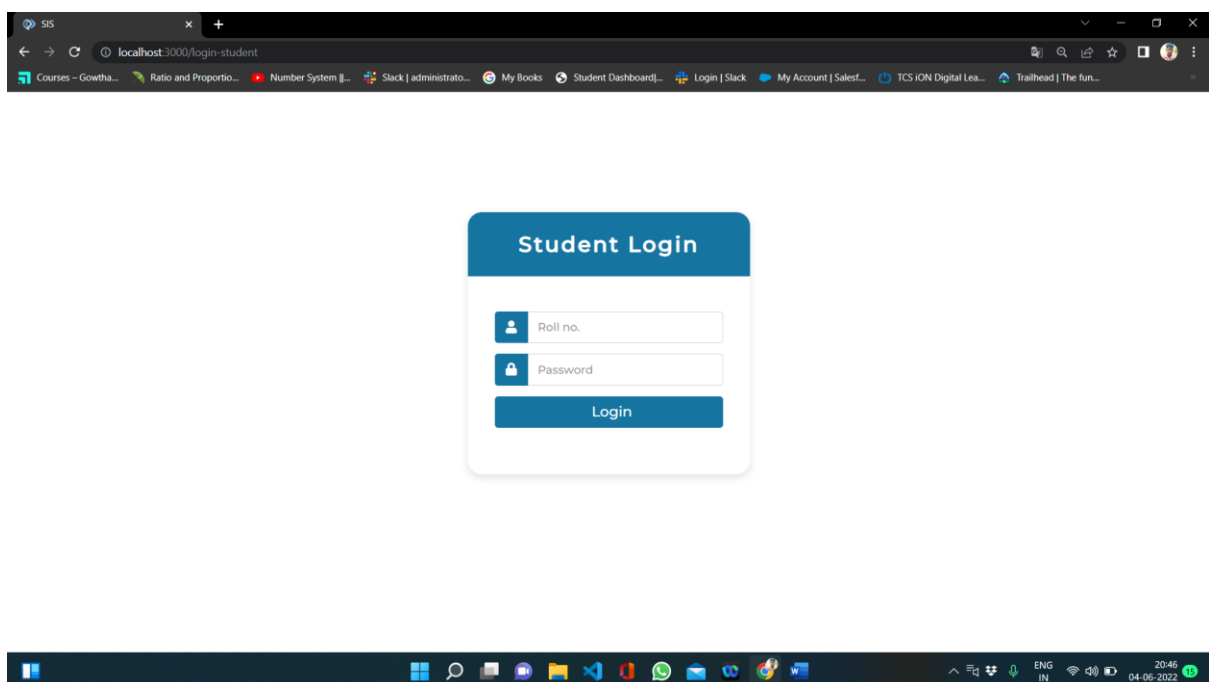 SIS
localhost:3000/login-student
Courses – Gowtha... Ratio and Proportio... Number System ||... Slack | administrato... My Books Student Dashboard|... Login | Slack My Account | Salesf... TCS iON Digital Lea... Trailhead | The fun...
Student Login
Roll no.
Password
Login
ENG 20:46
IN 04-06-2022 15